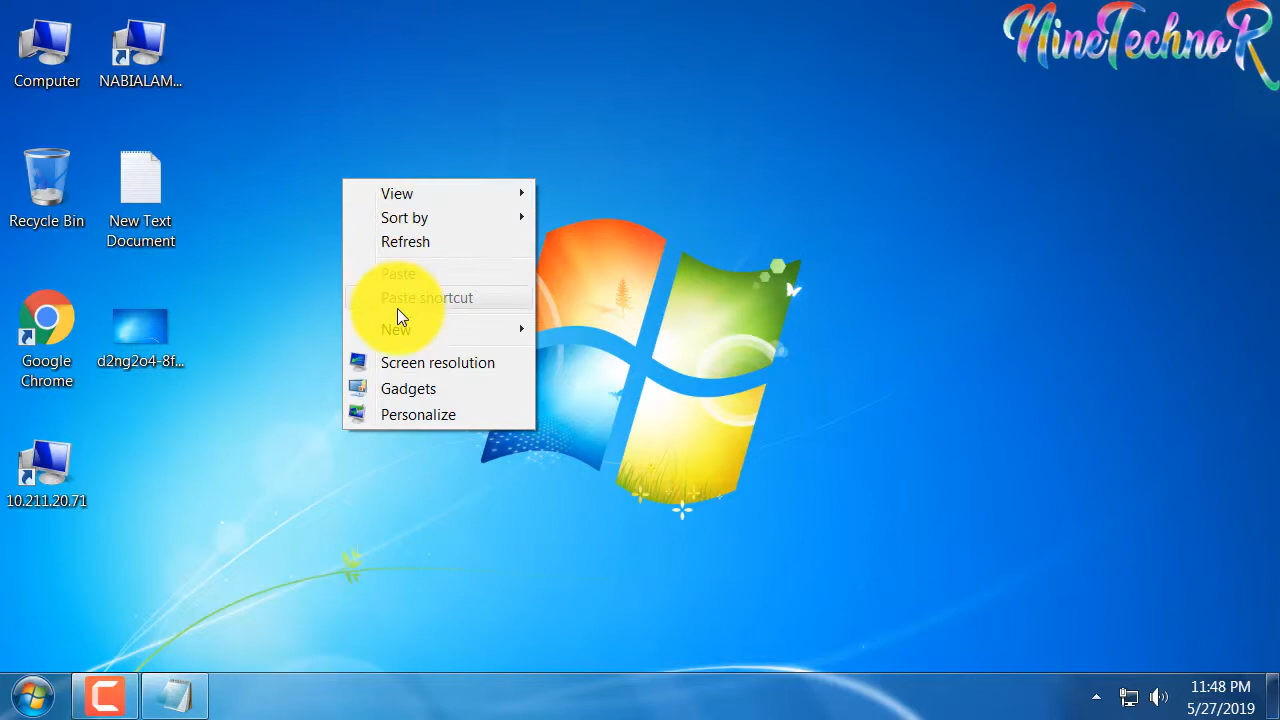 Computer
NABIALAM...
NineTechnoR
Recycle Bin
New Text
Document
Google
Chrome
d2ng2o4-8f...
10.211.20.71
View
Sort by
Refresh
Paste
Paste shortcut
New
Screen resolution
Gadgets
Personalize
11:48 PM
5/27/2019